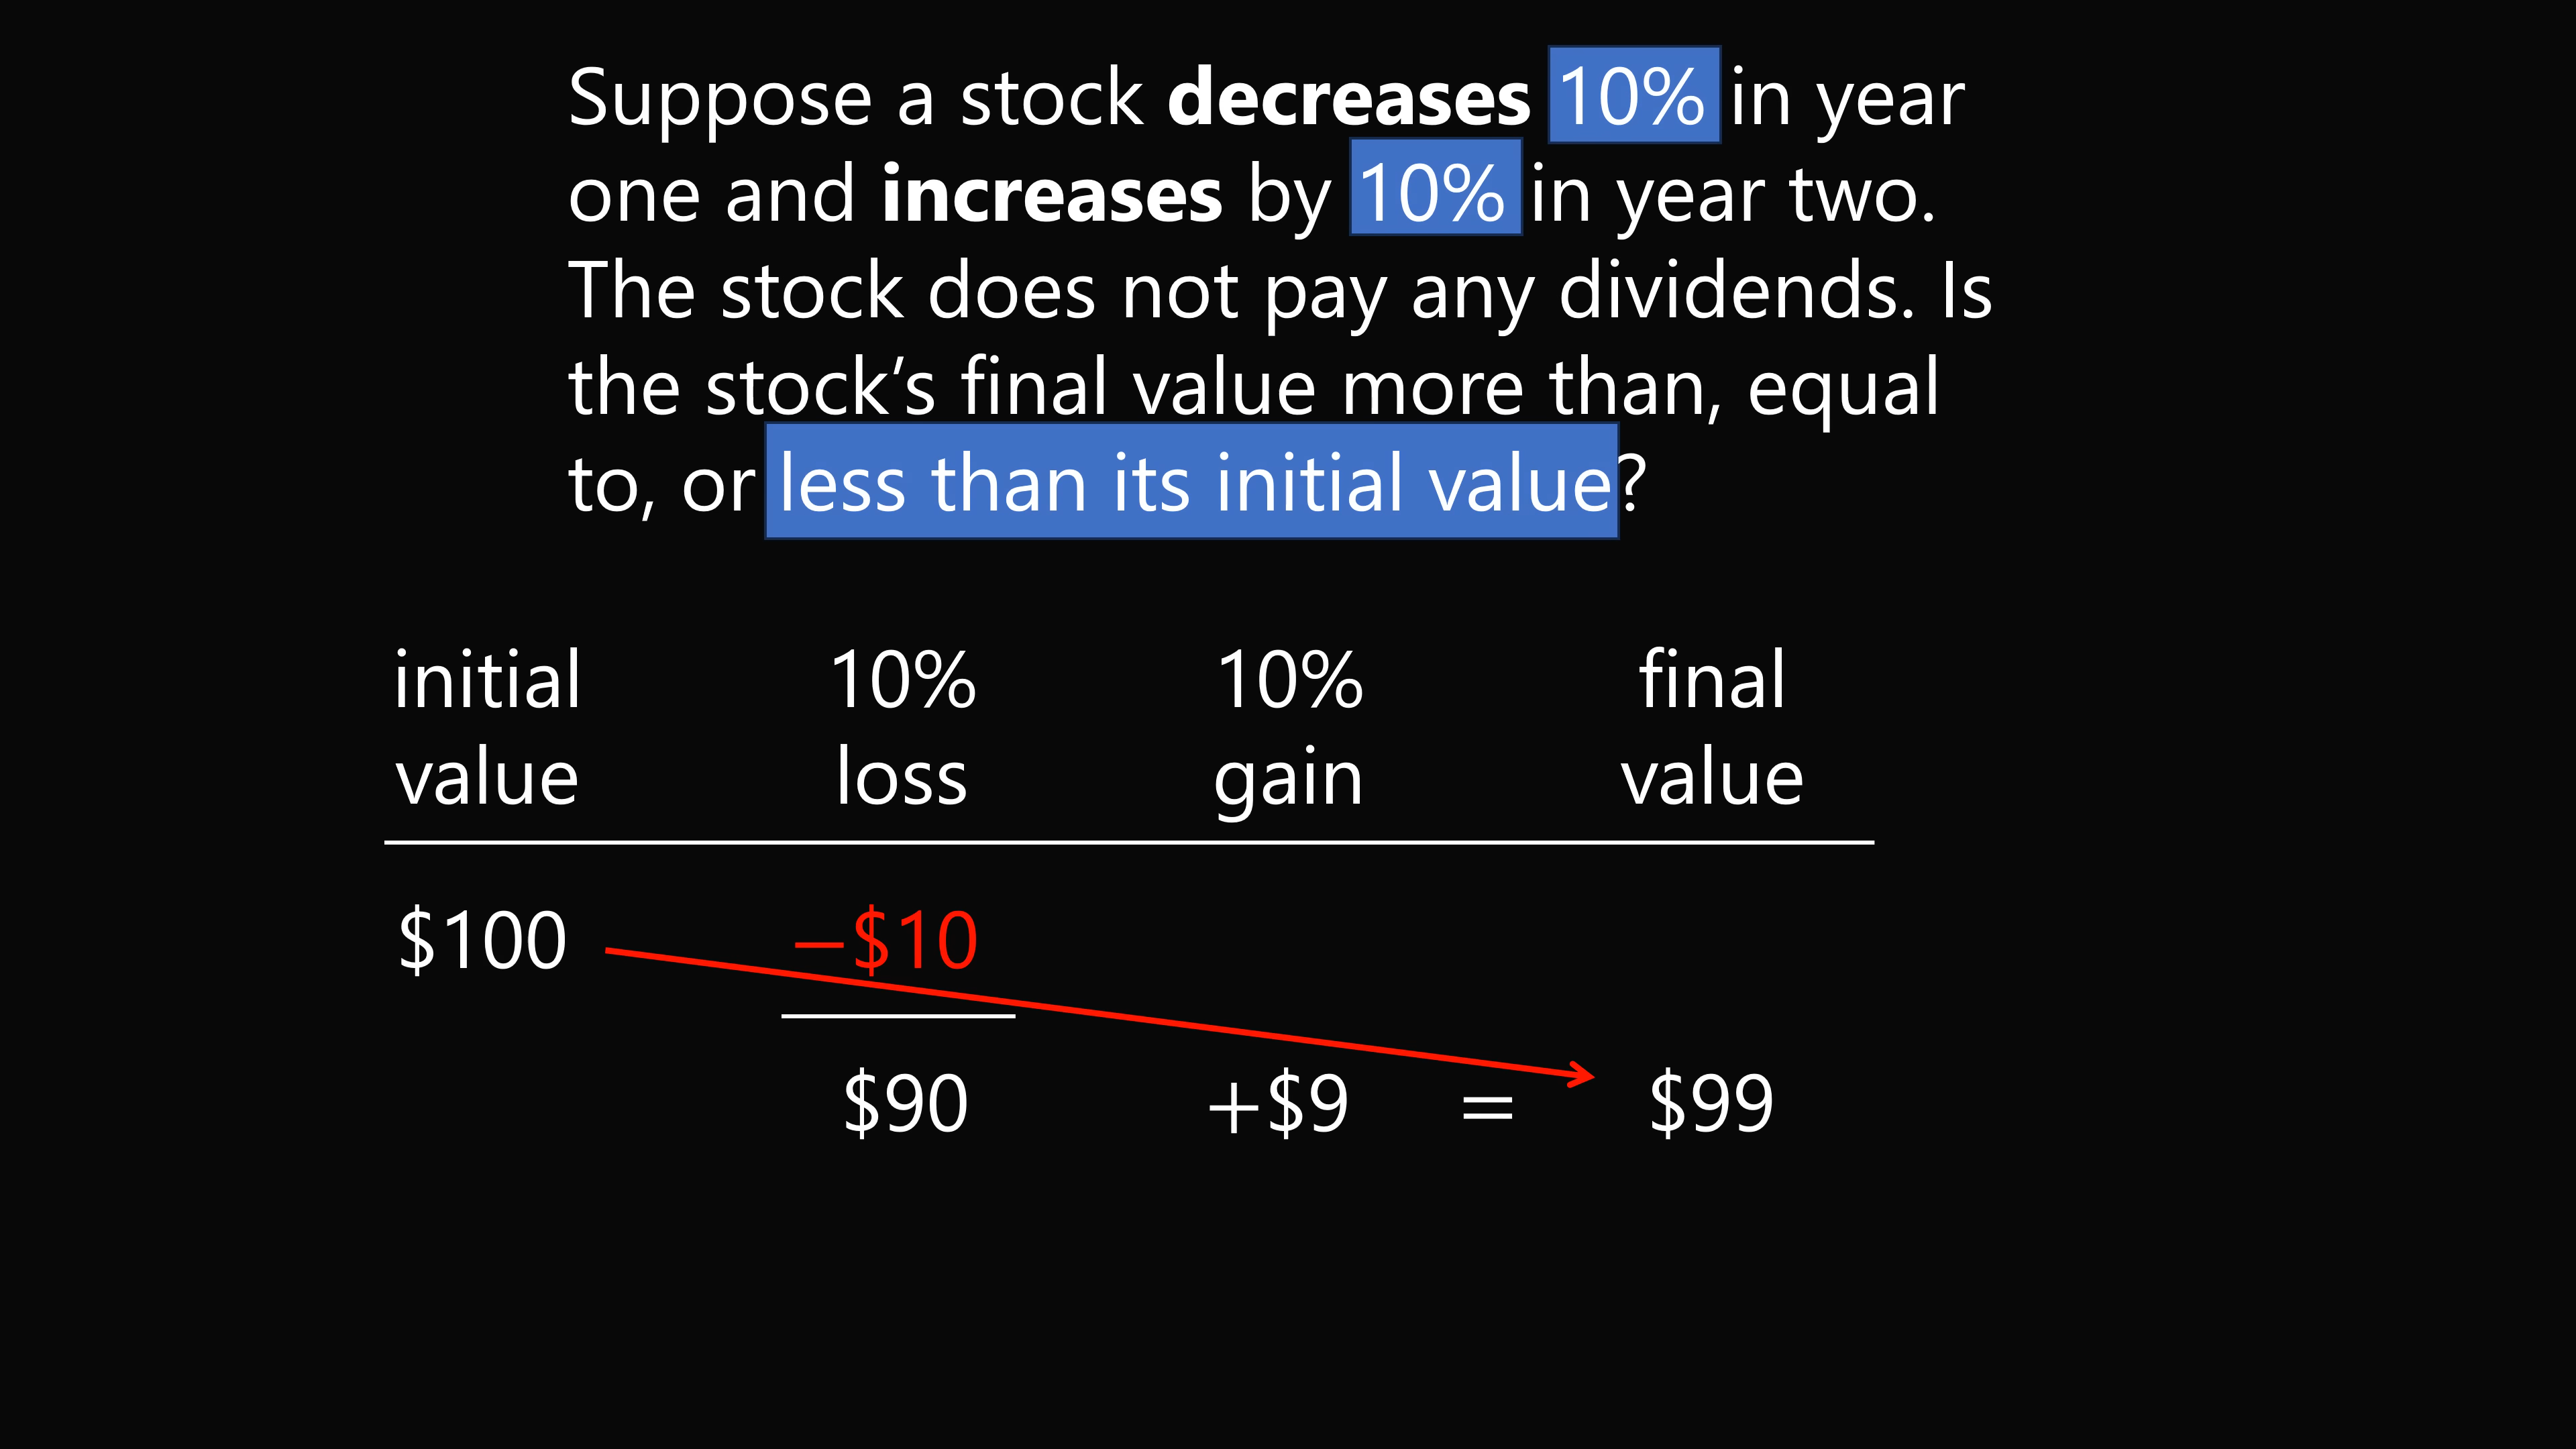 Suppose a stock decreases 10% in year
one and increases by 10% in year two.
The stock does not pay any dividends. Is
the stock’s final value more than, equal
to, or less than its initial value?
initial 10% 10% final
value loss gain value
$100 –$10
$90 +$9 = $99